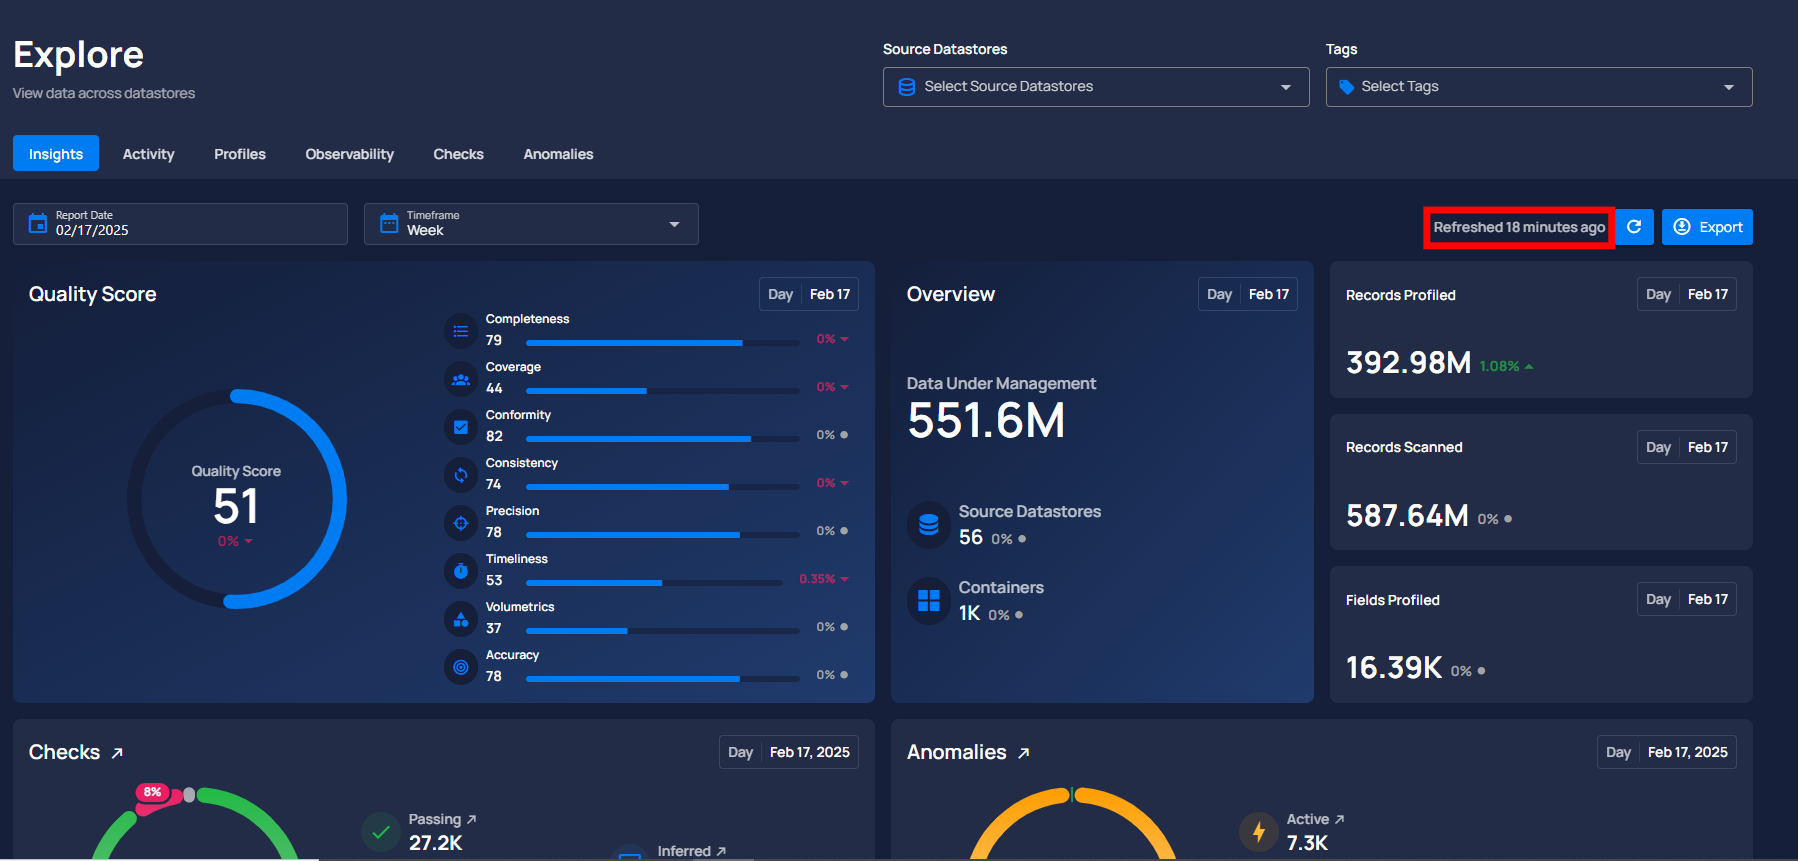 Explore
View data across datastores
Source Datastores
Select Source Datastores
Tags
Select Tags
Insights
Activity
Profiles
Observability
Checks
Anomalies
Report Date
02/17/2025
Timeframe
Week
Refreshed 18 minutes ago
Export
Quality Score
Day Feb 17
Quality Score
51
0%
Completeness
79
0%
Coverage
44
0%
Conformity
82
0%
Consistency
74
0%
Precision
78
0%
Timeliness
53
0.35%
Volumetrics
37
0%
Accuracy
78
0%
Overview
Day Feb 17
Data Under Management
551.6M
Source Datastores
56 0%
Containers
1K 0%
Records Profiled
Day Feb 17
392.98M 1.08%
Records Scanned
Day Feb 17
587.64M 0%
Fields Profiled
Day Feb 17
16.39K 0%
Checks
Day Feb 17, 2025
8%
Passing
27.2K
Inferred
Anomalies
Day Feb 17, 2025
Active
7.3K